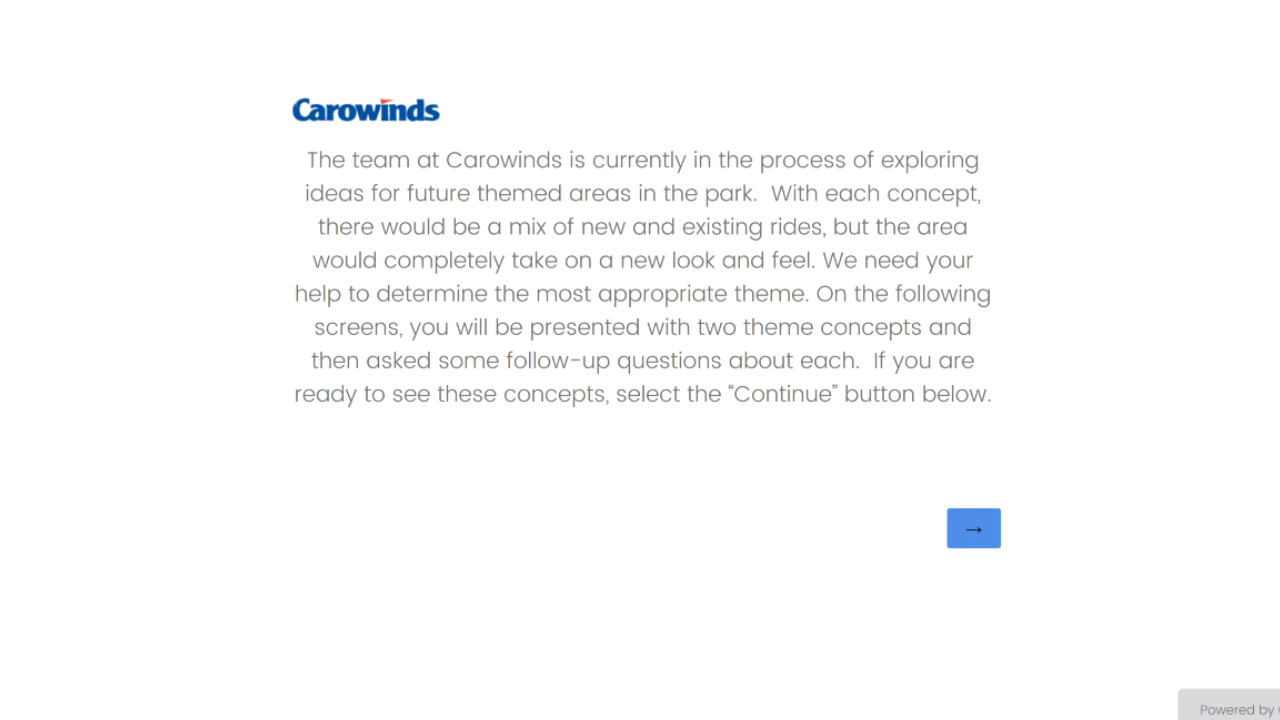 Carowinds
The team at Carowinds is currently in the process of exploring
ideas for future themed areas in the park.  With each concept,
there would be a mix of new and existing rides, but the area
would completely take on a new look and feel. We need your
help to determine the most appropriate theme. On the following
screens, you will be presented with two theme concepts and
then asked some follow-up questions about each.  If you are
ready to see these concepts, select the “Continue” button below.
→
Powered by